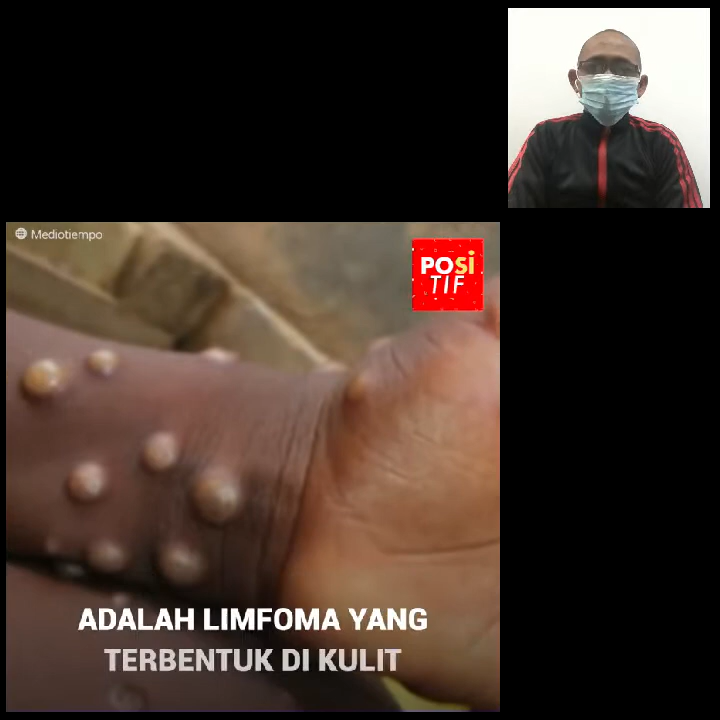 Mediotiempo
POSi
TIF
ADALAH LIMFOMA YANG
TERBENTUK DI KULIT